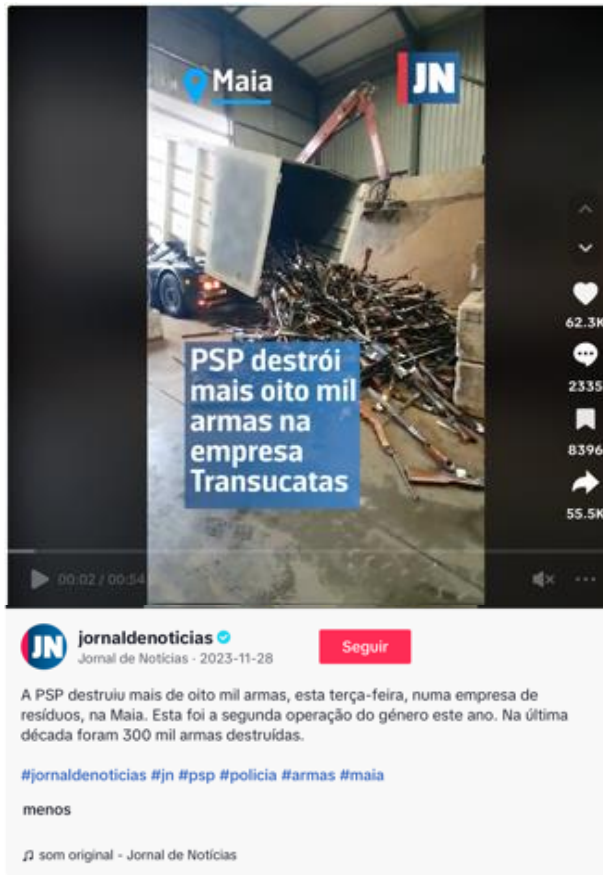 Maia
JN
PSP destrói
mais oito mil
armas na
empresa
Transucatas
62.3K
2335
8396
55.5K
00:02 / 00:54
JN
jornaldenoticias
Jornal de Notícias · 2023-11-28
Seguir
A PSP destruiu mais de oito mil armas, esta terça-feira, numa empresa de
resíduos, na Maia. Esta foi a segunda operação do género este ano. Na última
década foram 300 mil armas destruídas.
#jornaldenoticias #jn #psp #policia #armas #maia
menos
som original - Jornal de Notícias